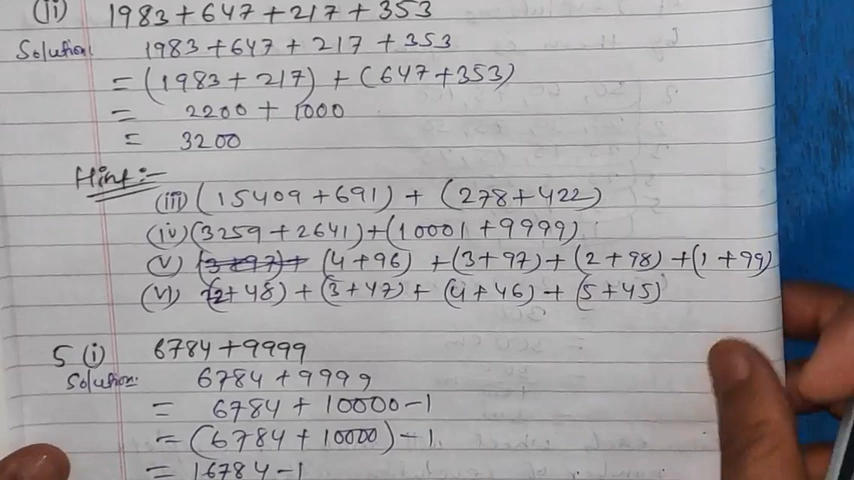 (ii) 1983+647+217+353
Solution: 1983+647+217+353
= (1983+217) + (647+353)
= 2200 + 1000
= 3200
Hint:-
(iii) (15409+691) + (278+422)
(iv) (3259+2641)+(10001+9999)
(v) (3+97)+ (4+96) +(3+97)+(2+98)+(1+99)
(vi) (2+48) + (3+47) + (4+46) + (5+45)
5 (i) 6784+9999
Solution: 6784+9999
= 6784 + 10000-1
= (6784 + 10000)-1
= 16784-1